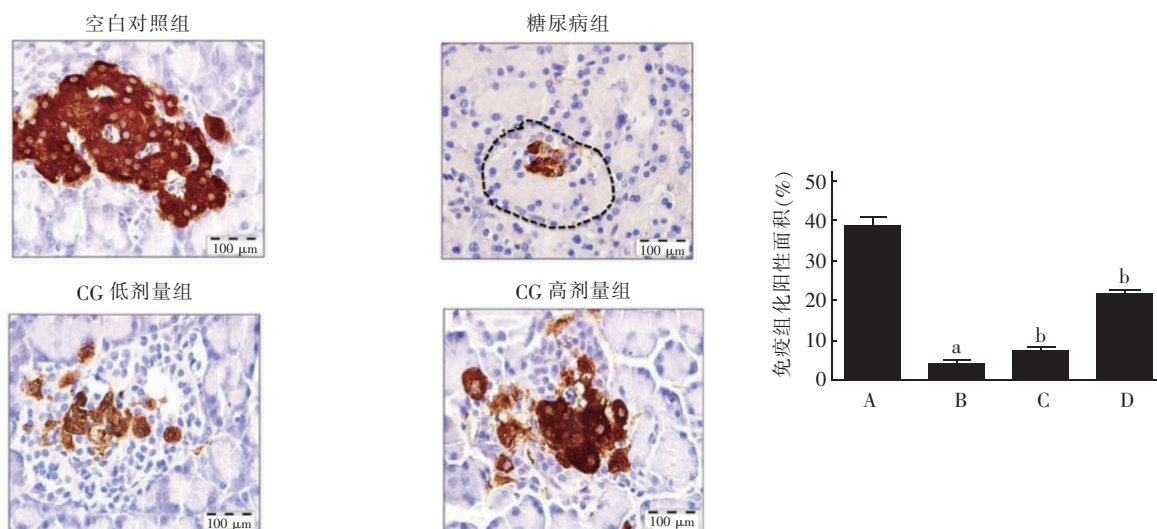 空白对照组
糖尿病组
100 μm
100 μm
CG 低剂量组
CG 高剂量组
100 μm
100 μm
免疫组化阳性面积(%)
50
40
30
20
10
0
a
b
b
A B C D